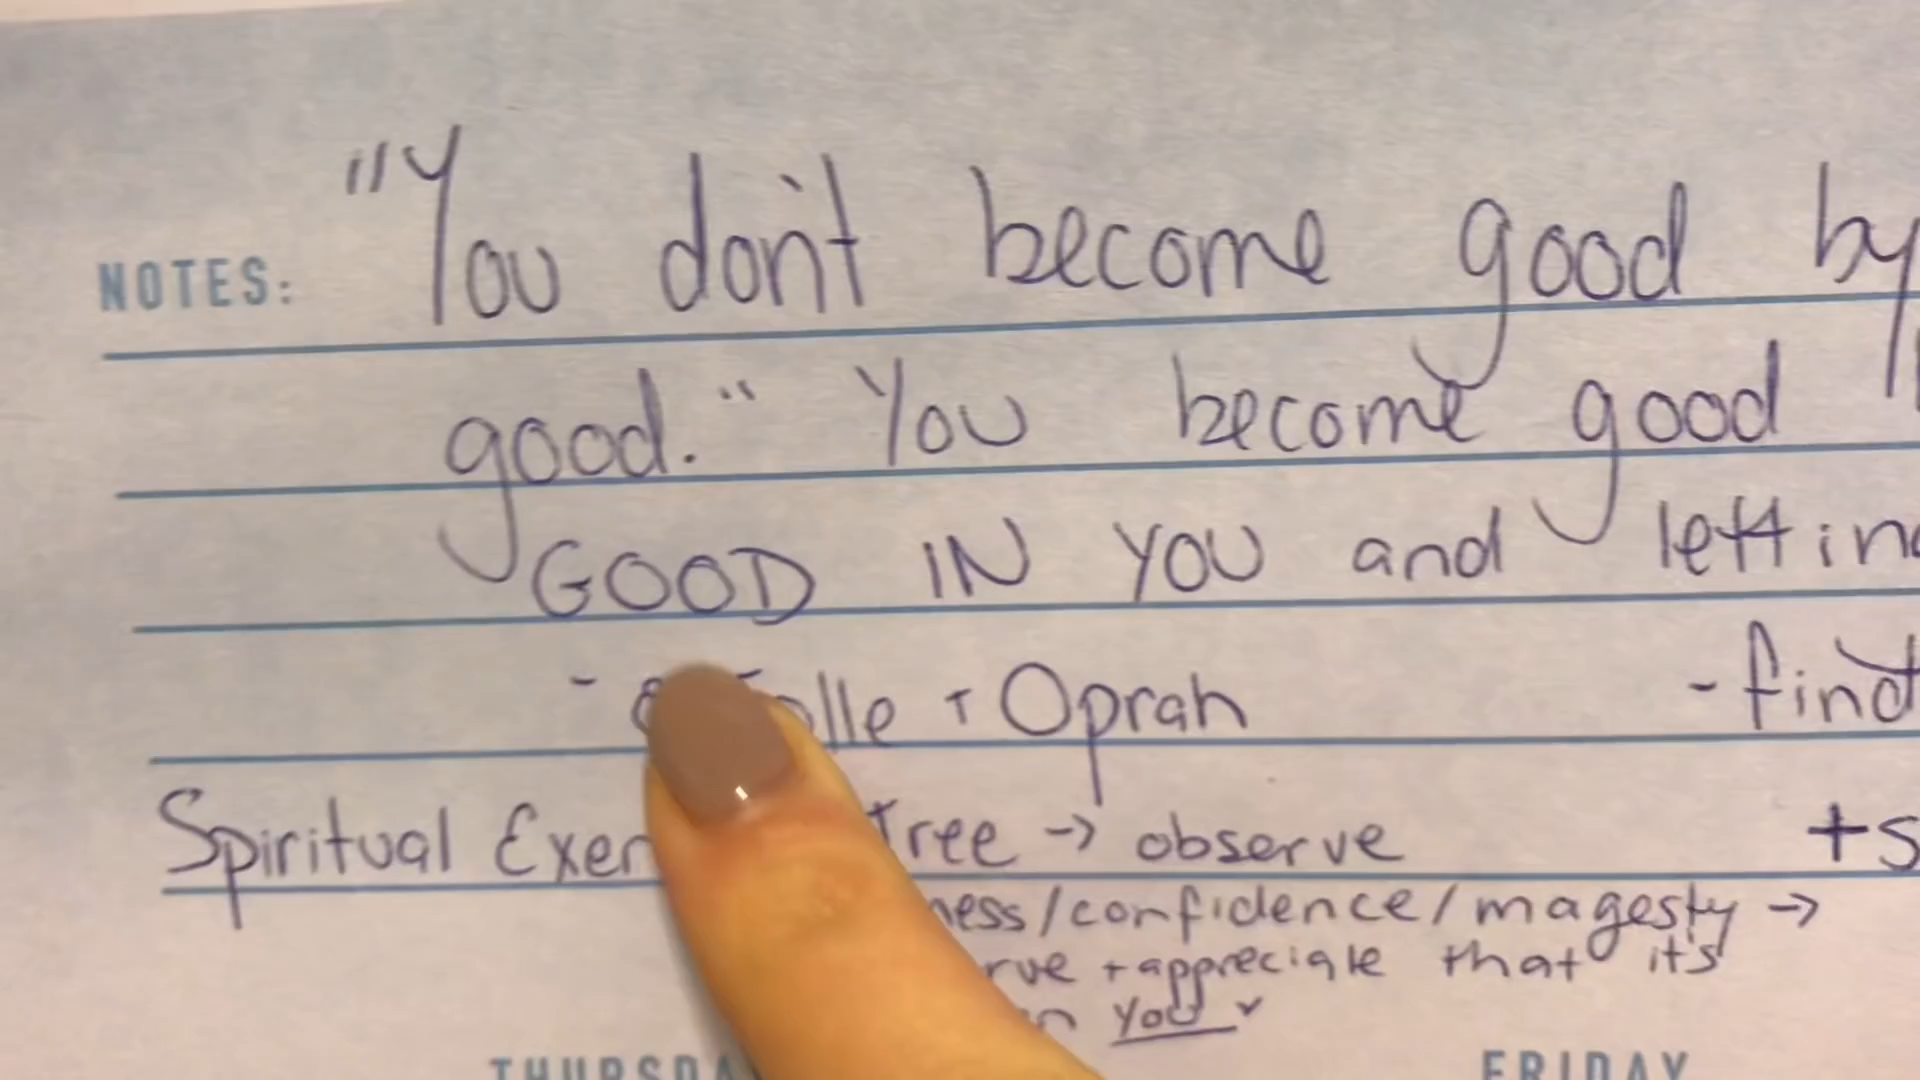 NOTES: "You don't become good by
good." You become good
GOOD IN YOU and letting
- olle + Oprah - find
Spiritual Exer Tree → observe +s
ness/confidence/magesty →
rve + appreciate that it's
you
THURSDA FRIDAY